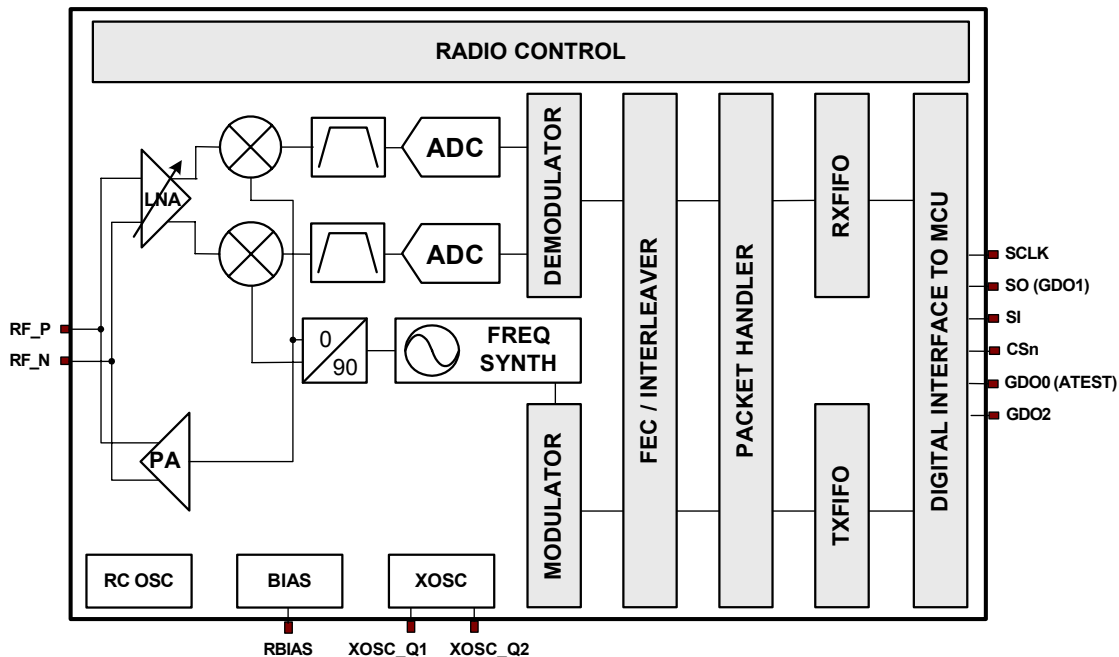 RADIO CONTROL
LNA
ADC
ADC
DEMODULATOR
FEC / INTERLEAVER
PACKET HANDLER
RXFIFO
DIGITAL INTERFACE TO MCU
SCLK
SO (GDO1)
SI
CSn
GDO0 (ATEST)
GDO2
RF_P
RF_N
0
90
FREQ
SYNTH
PA
MODULATOR
TXFIFO
RC OSC
BIAS
XOSC
RBIAS
XOSC_Q1
XOSC_Q2